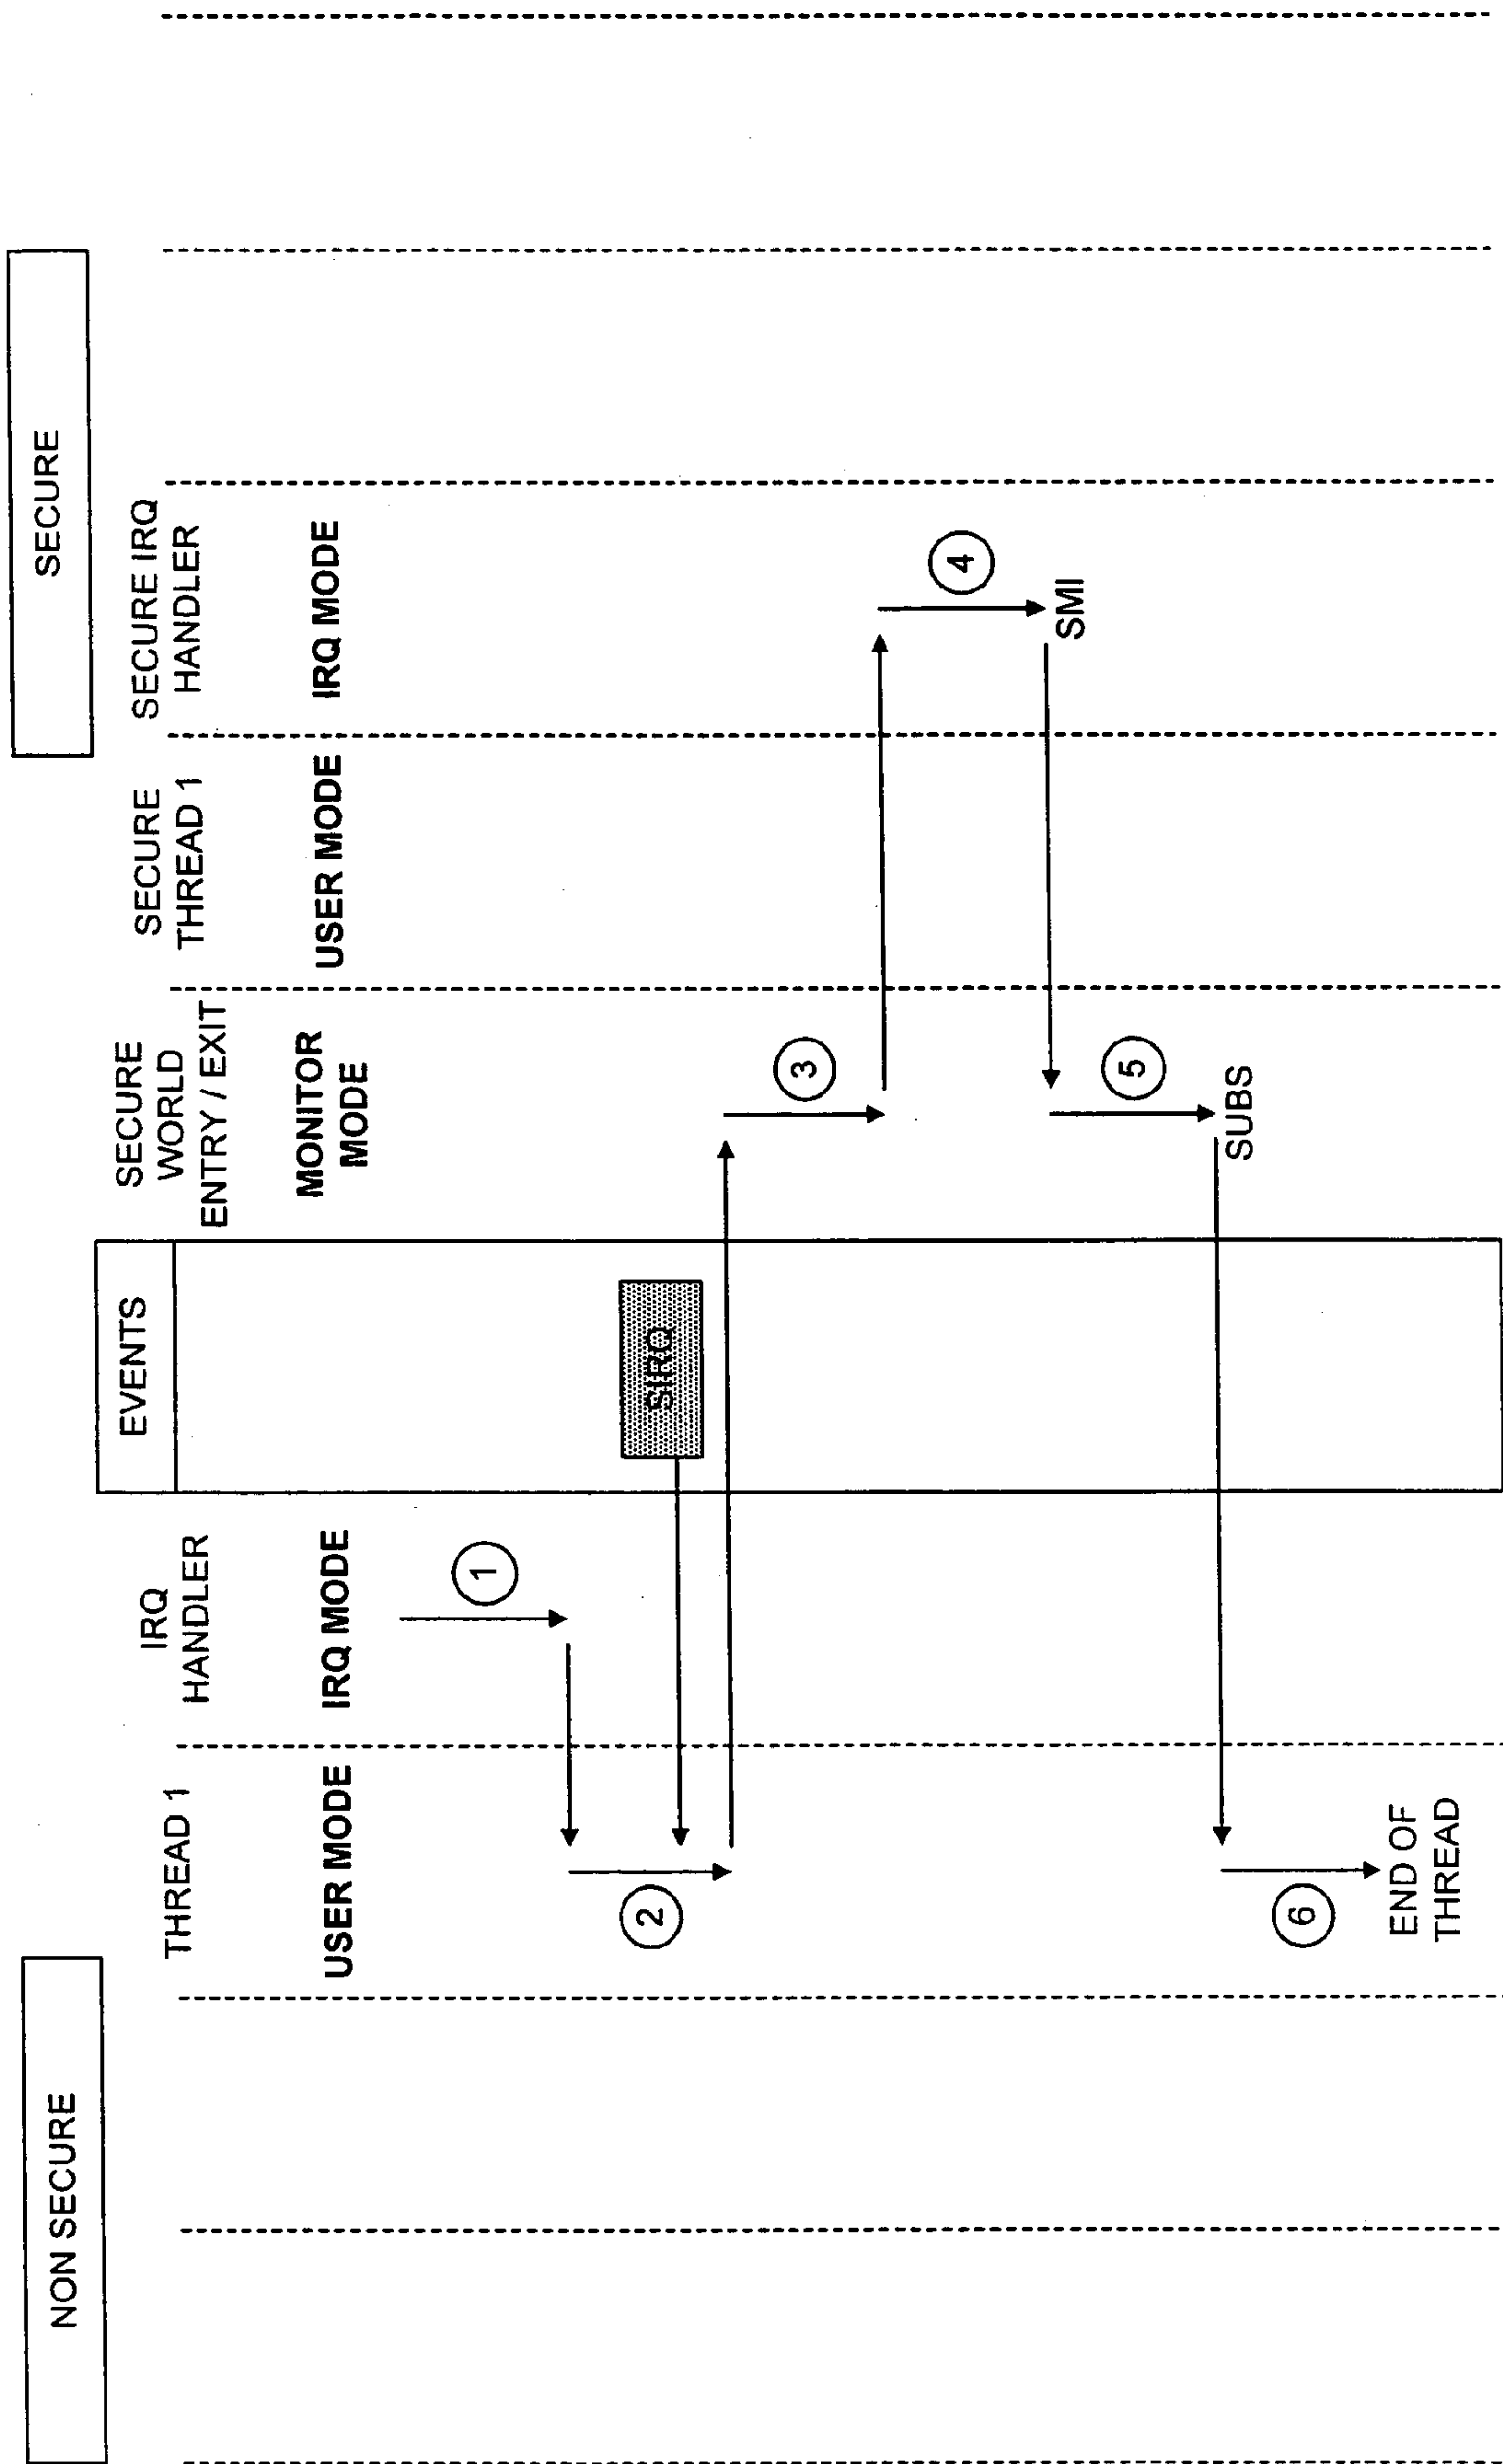 NON SECURE
SECURE
THREAD 1
USER MODE
IRQ
HANDLER
IRQ MODE
EVENTS
SECURE
WORLD
ENTRY / EXIT
MONITOR
MODE
SECURE
THREAD 1
USER MODE
SECURE IRQ
HANDLER
IRQ MODE
1
2
SIRQ
3
4
SMI
5
SUBS
6
END OF
THREAD